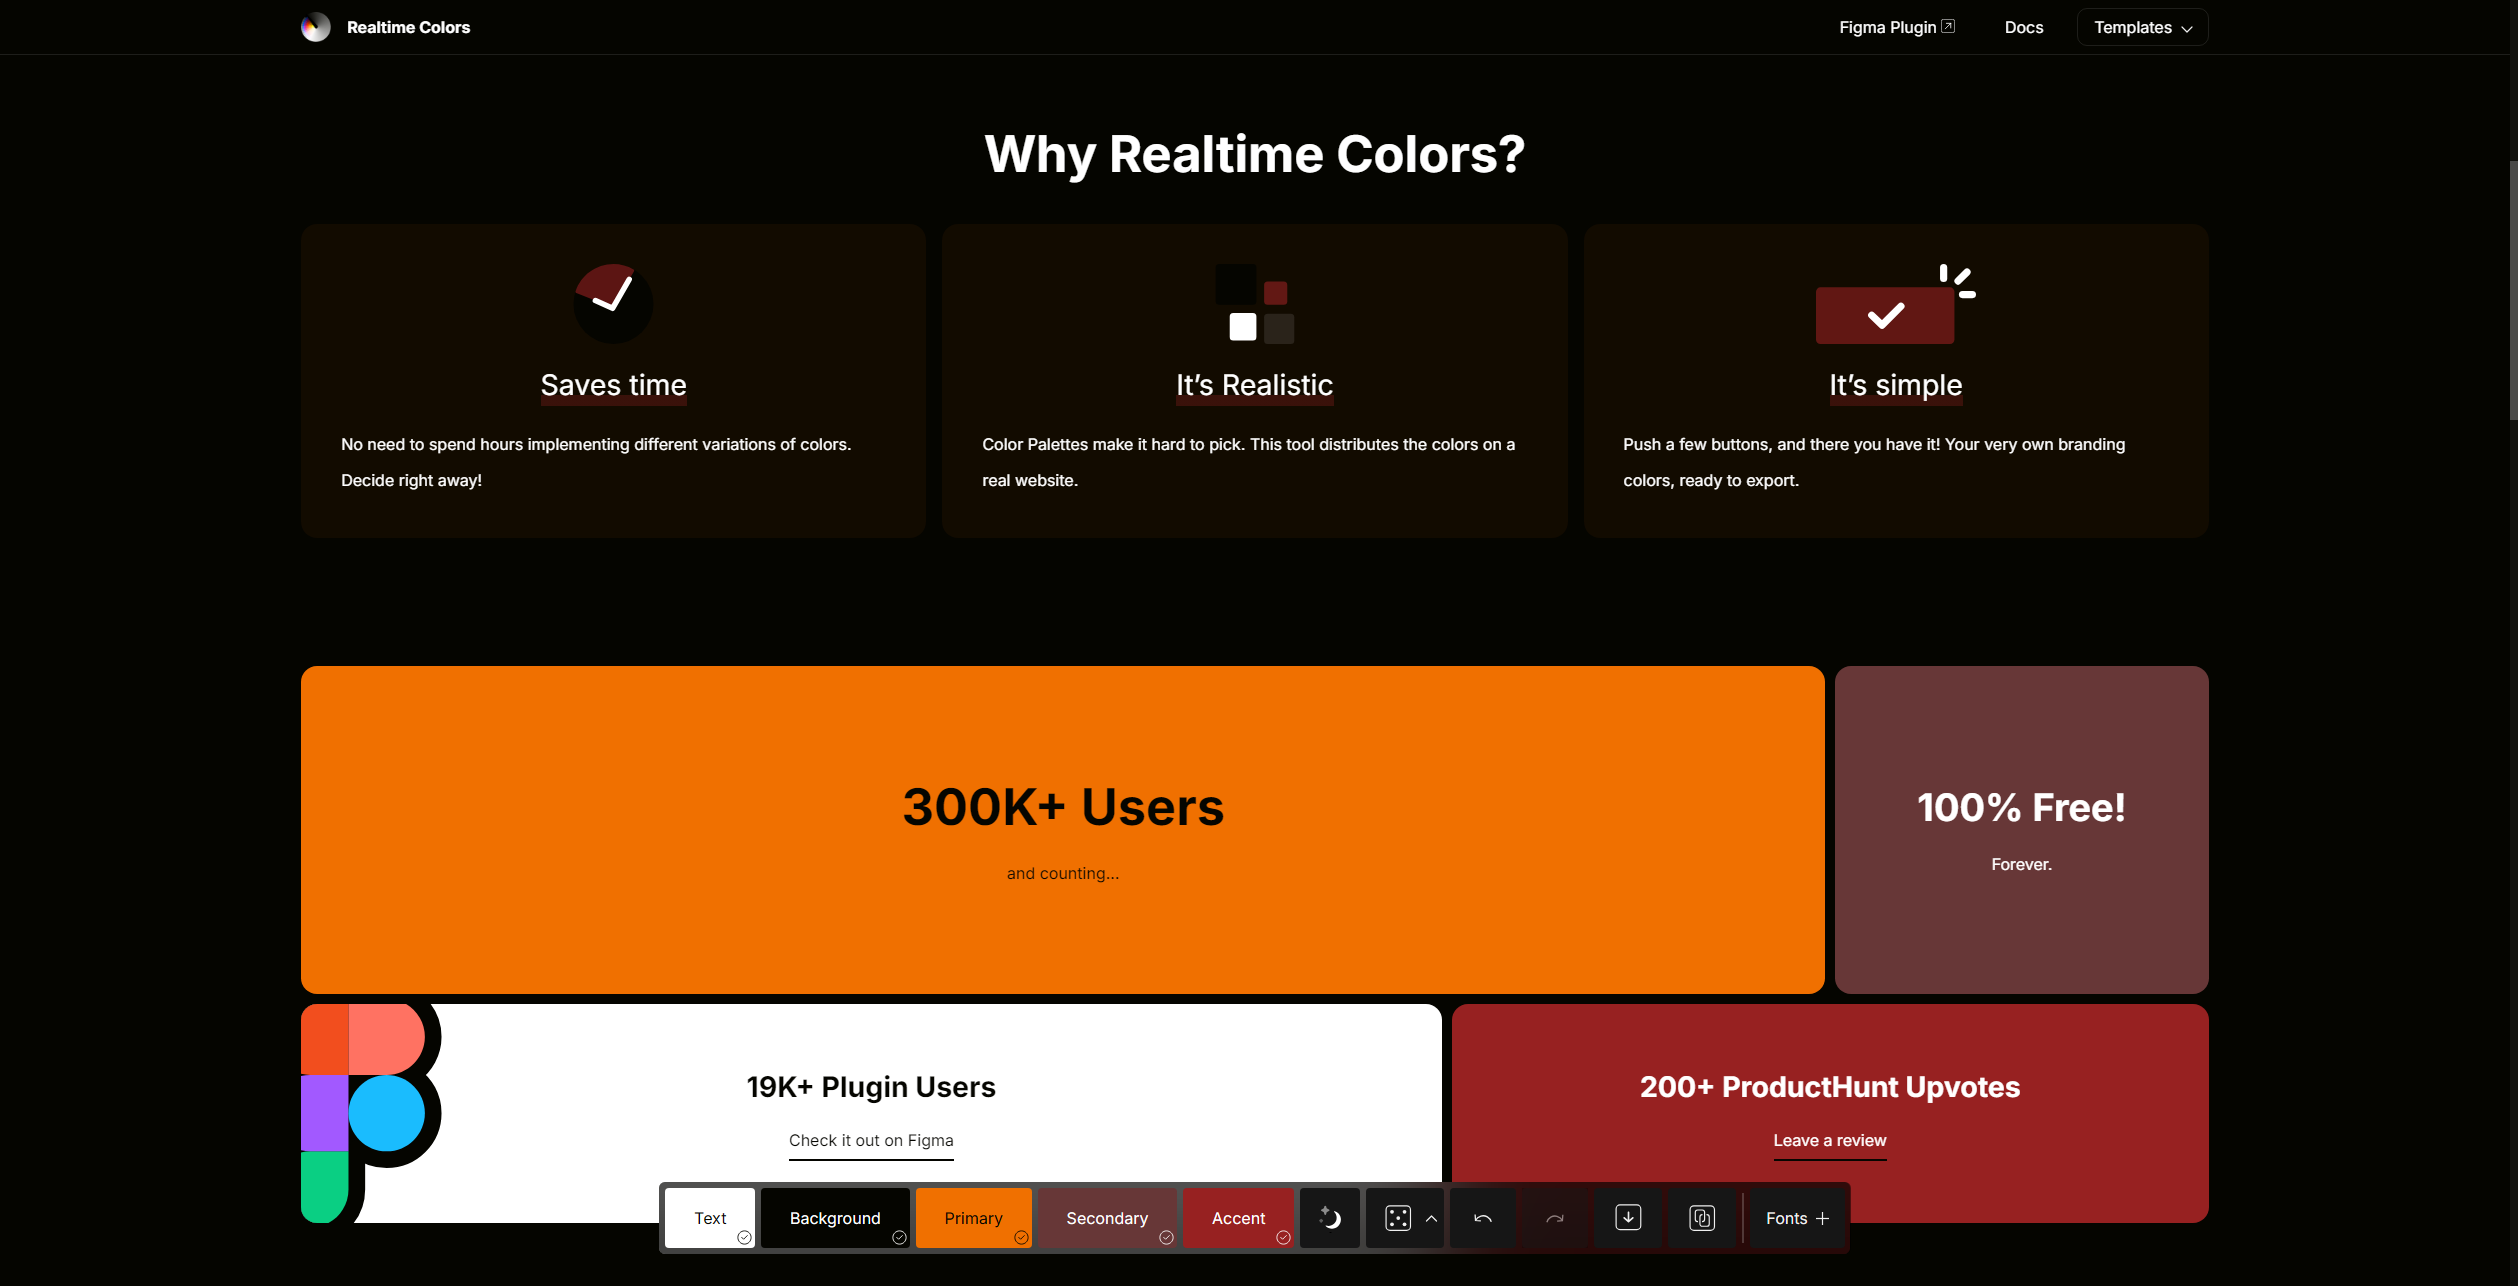 Realtime Colors
Figma Plugin
Docs
Templates
Why Realtime Colors?
Saves time
No need to spend hours implementing different variations of colors.
Decide right away!
It’s Realistic
Color Palettes make it hard to pick. This tool distributes the colors on a
real website.
It’s simple
Push a few buttons, and there you have it! Your very own branding
colors, ready to export.
300K+ Users
and counting...
100% Free!
Forever.
19K+ Plugin Users
Check it out on Figma
200+ ProductHunt Upvotes
Leave a review
Text
Background
Primary
Secondary
Accent
Fonts